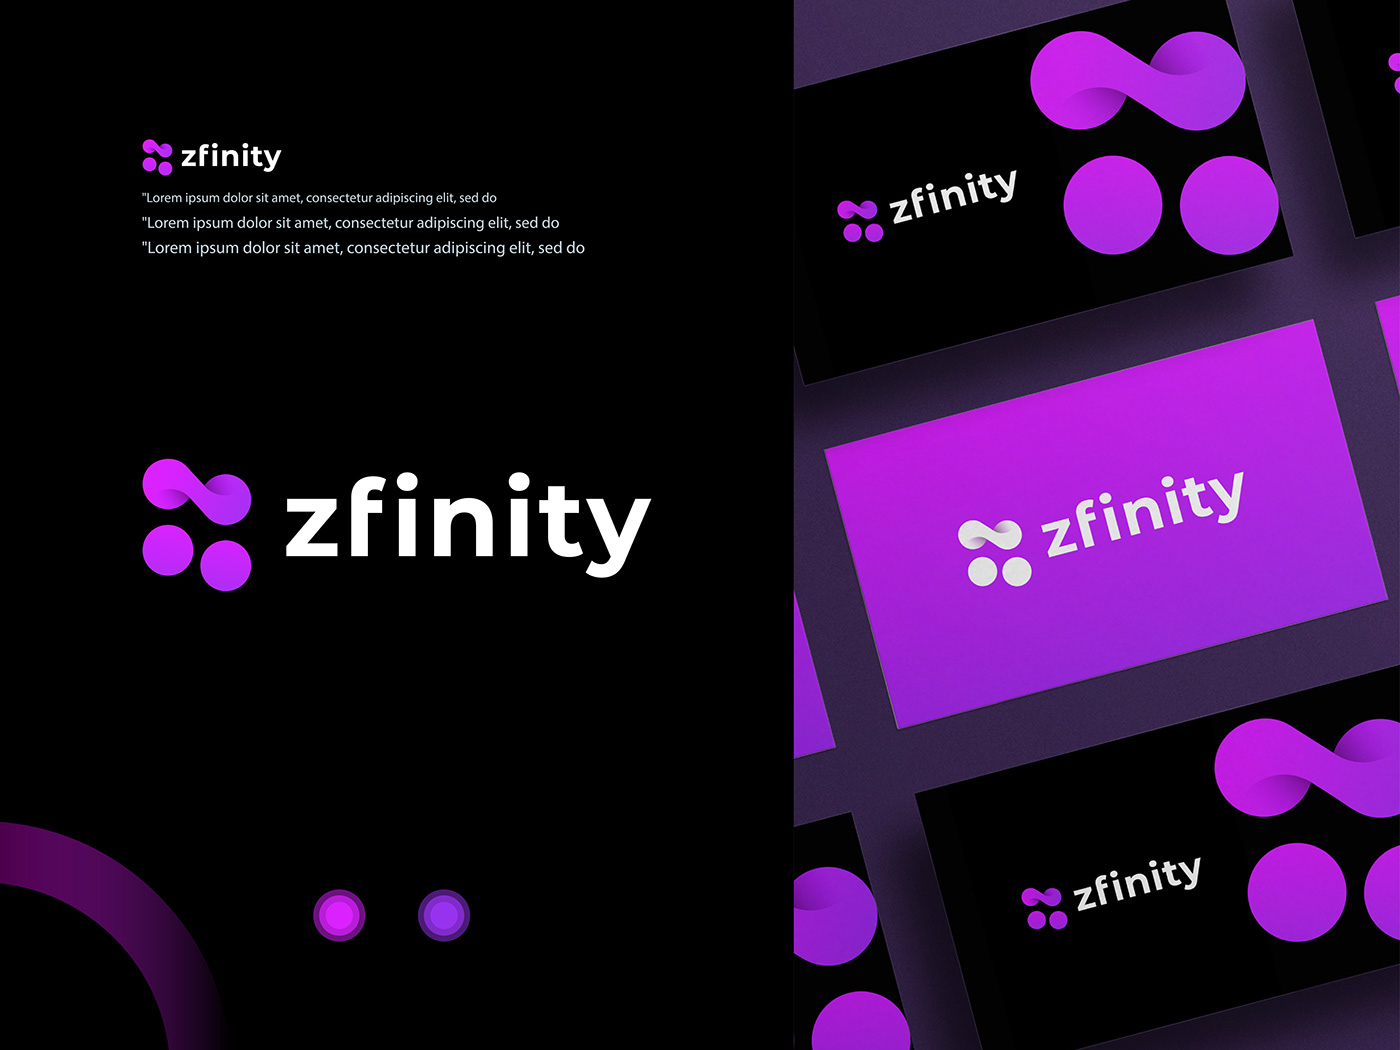 zfinity
"Lorem ipsum dolor sit amet, consectetur adipiscing elit, sed do
"Lorem ipsum dolor sit amet, consectetur adipiscing elit, sed do
"Lorem ipsum dolor sit amet, consectetur adipiscing elit, sed do
zfinity
zfinity
zfinity
zfinity